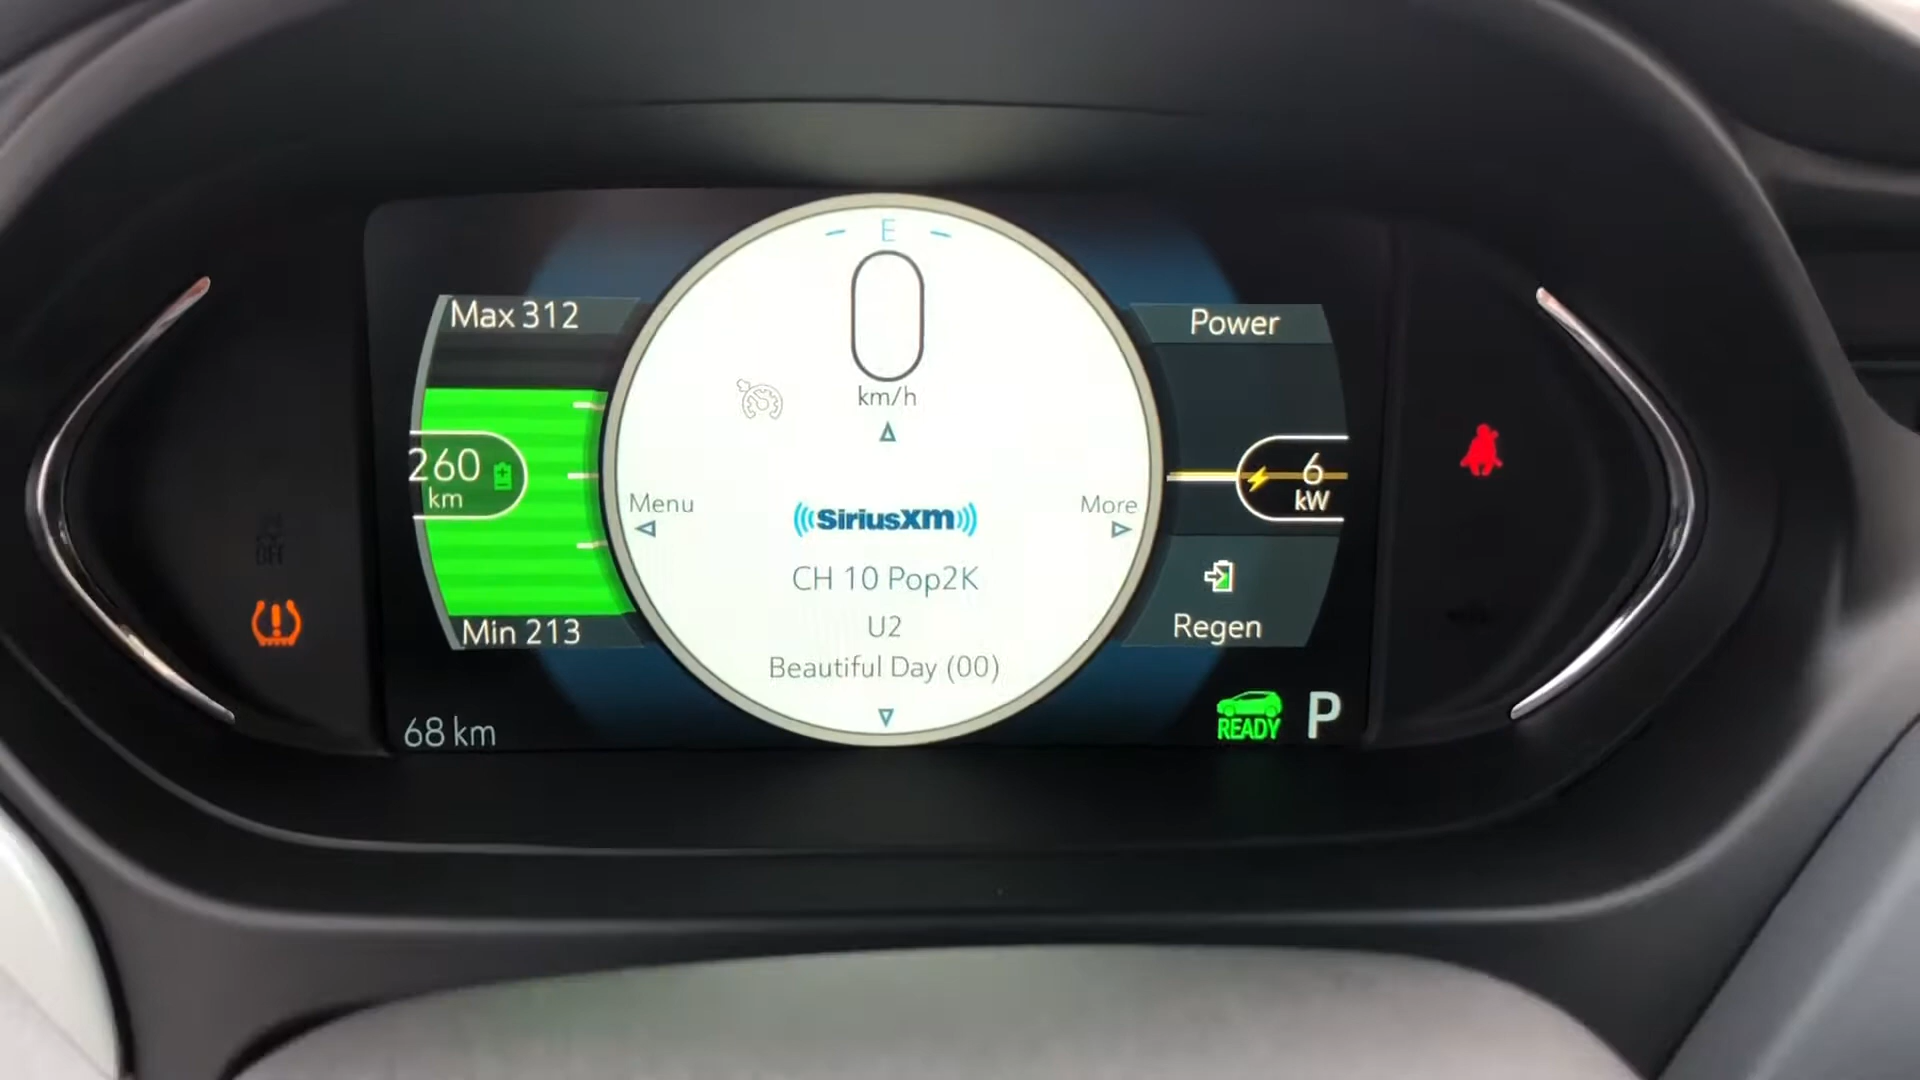 E
0
km/h
Max 312
260
km
Min 213
68 km
Menu
More
((SiriusXM))
CH 10 Pop2K
U2
Beautiful Day (00)
Power
6
kW
Regen
READY
P
OFF